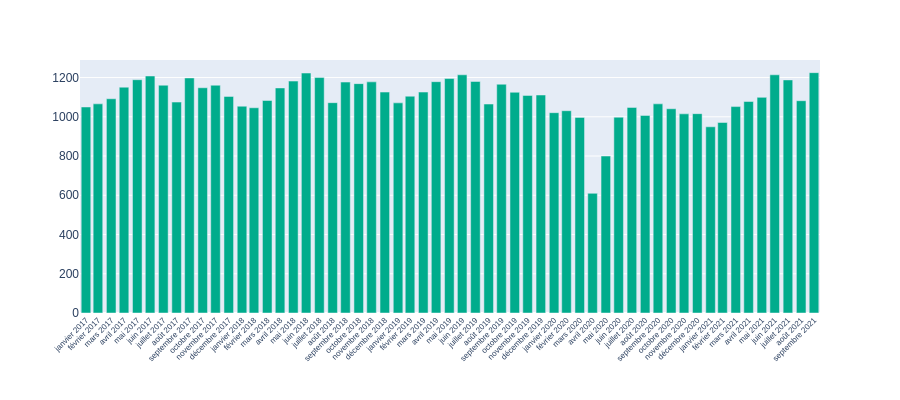 1200
1000
800
600
400
200
0
janvier 2017
février 2017
mars 2017
avril 2017
mai 2017
juin 2017
juillet 2017
août 2017
septembre 2017
octobre 2017
novembre 2017
décembre 2017
janvier 2018
février 2018
mars 2018
avril 2018
mai 2018
juin 2018
juillet 2018
août 2018
septembre 2018
octobre 2018
novembre 2018
décembre 2018
janvier 2019
février 2019
mars 2019
avril 2019
mai 2019
juin 2019
juillet 2019
août 2019
septembre 2019
octobre 2019
novembre 2019
décembre 2019
janvier 2020
février 2020
mars 2020
avril 2020
mai 2020
juin 2020
juillet 2020
août 2020
septembre 2020
octobre 2020
novembre 2020
décembre 2020
janvier 2021
février 2021
mars 2021
avril 2021
mai 2021
juin 2021
juillet 2021
août 2021
septembre 2021